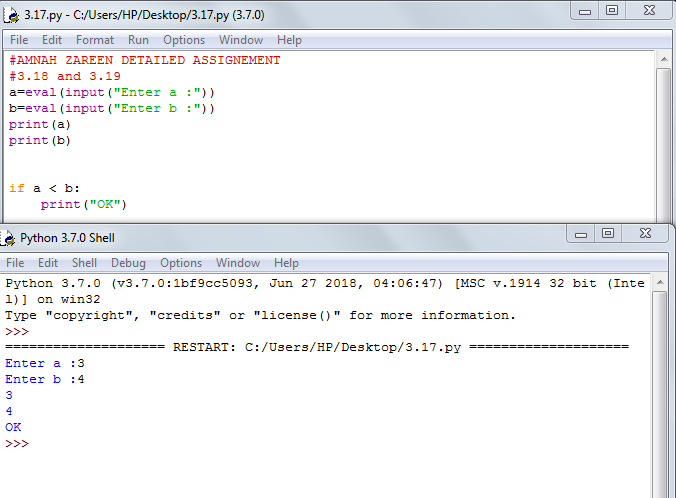 3.17.py - C:/Users/HP/Desktop/3.17.py (3.7.0)
File Edit Format Run Options Window Help
#AMNAH ZAREEN DETAILED ASSIGNEMENT
#3.18 and 3.19
a=eval(input("Enter a :"))
b=eval(input("Enter b :"))
print(a)
print(b)
if a < b:
    print("OK")
Python 3.7.0 Shell
File Edit Shell Debug Options Window Help
Python 3.7.0 (v3.7.0:1bf9cc5093, Jun 27 2018, 04:06:47) [MSC v.1914 32 bit (Inte
l)] on win32
Type "copyright", "credits" or "license()" for more information.
>>>
==================== RESTART: C:/Users/HP/Desktop/3.17.py ====================
Enter a :3
Enter b :4
3
4
OK
>>>